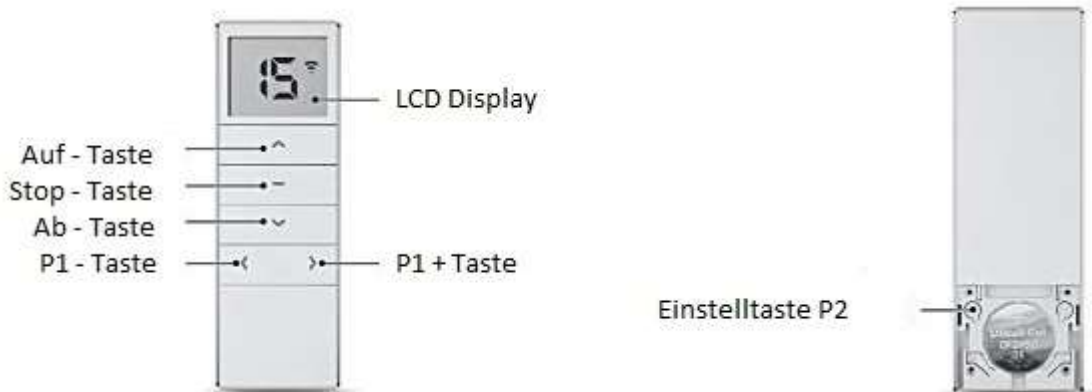 15
LCD Display
Auf - Taste
Stop - Taste
Ab - Taste
P1 - Taste
P1 + Taste
Einstelltaste P2